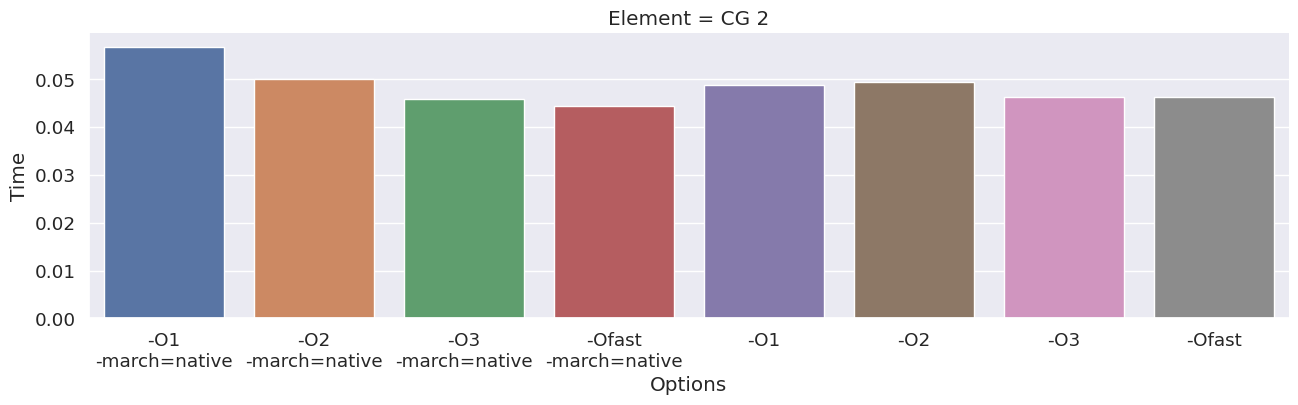 Element = CG 2
Time
0.05
0.04
0.03
0.02
0.01
0.00
-O1 -O2 -O3 -Ofast -O1 -O2 -O3 -Ofast
-march=native -march=native -march=native -march=native
Options